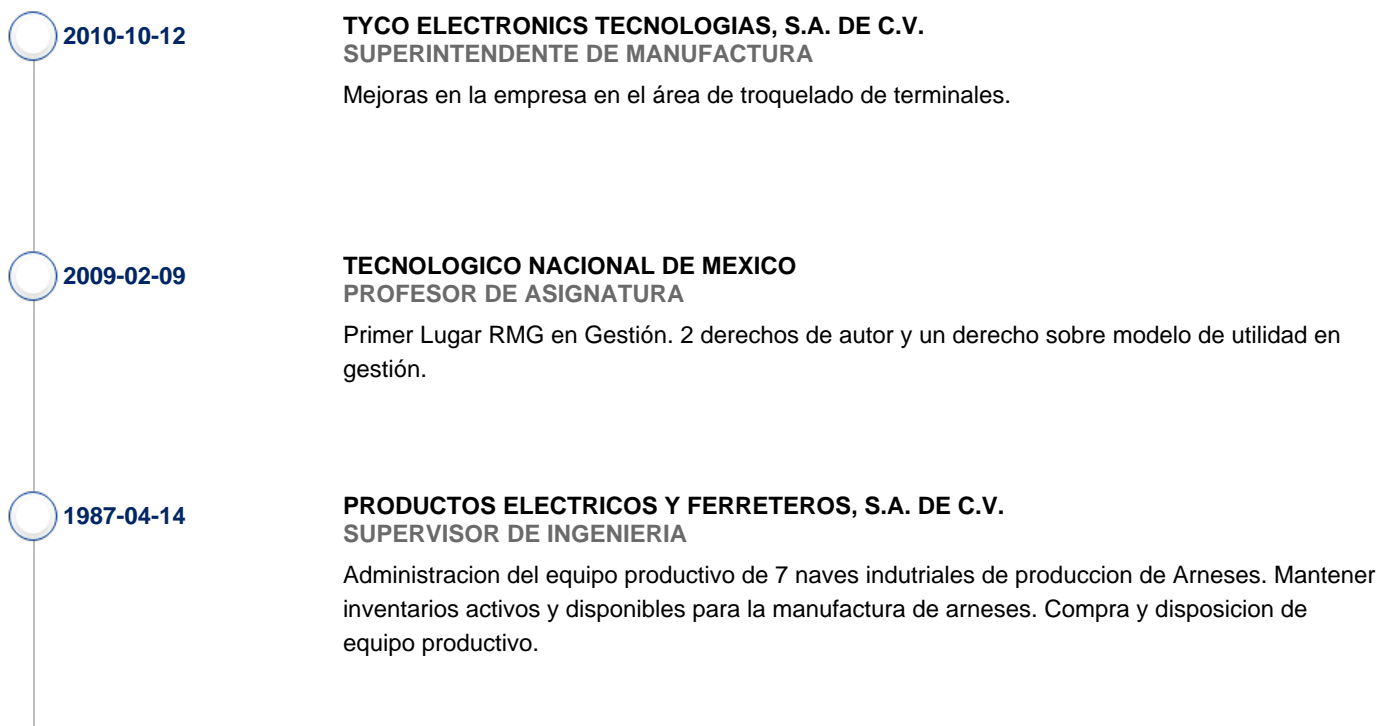 2010-10-12
TYCO ELECTRONICS TECNOLOGIAS, S.A. DE C.V.
SUPERINTENDENTE DE MANUFACTURA
Mejoras en la empresa en el área de troquelado de terminales.
2009-02-09
TECNOLOGICO NACIONAL DE MEXICO
PROFESOR DE ASIGNATURA
Primer Lugar RMG en Gestión. 2 derechos de autor y un derecho sobre modelo de utilidad en
gestión.
1987-04-14
PRODUCTOS ELECTRICOS Y FERRETEROS, S.A. DE C.V.
SUPERVISOR DE INGENIERIA
Administracion del equipo productivo de 7 naves indutriales de produccion de Arneses. Mantener
inventarios activos y disponibles para la manufactura de arneses. Compra y disposicion de
equipo productivo.